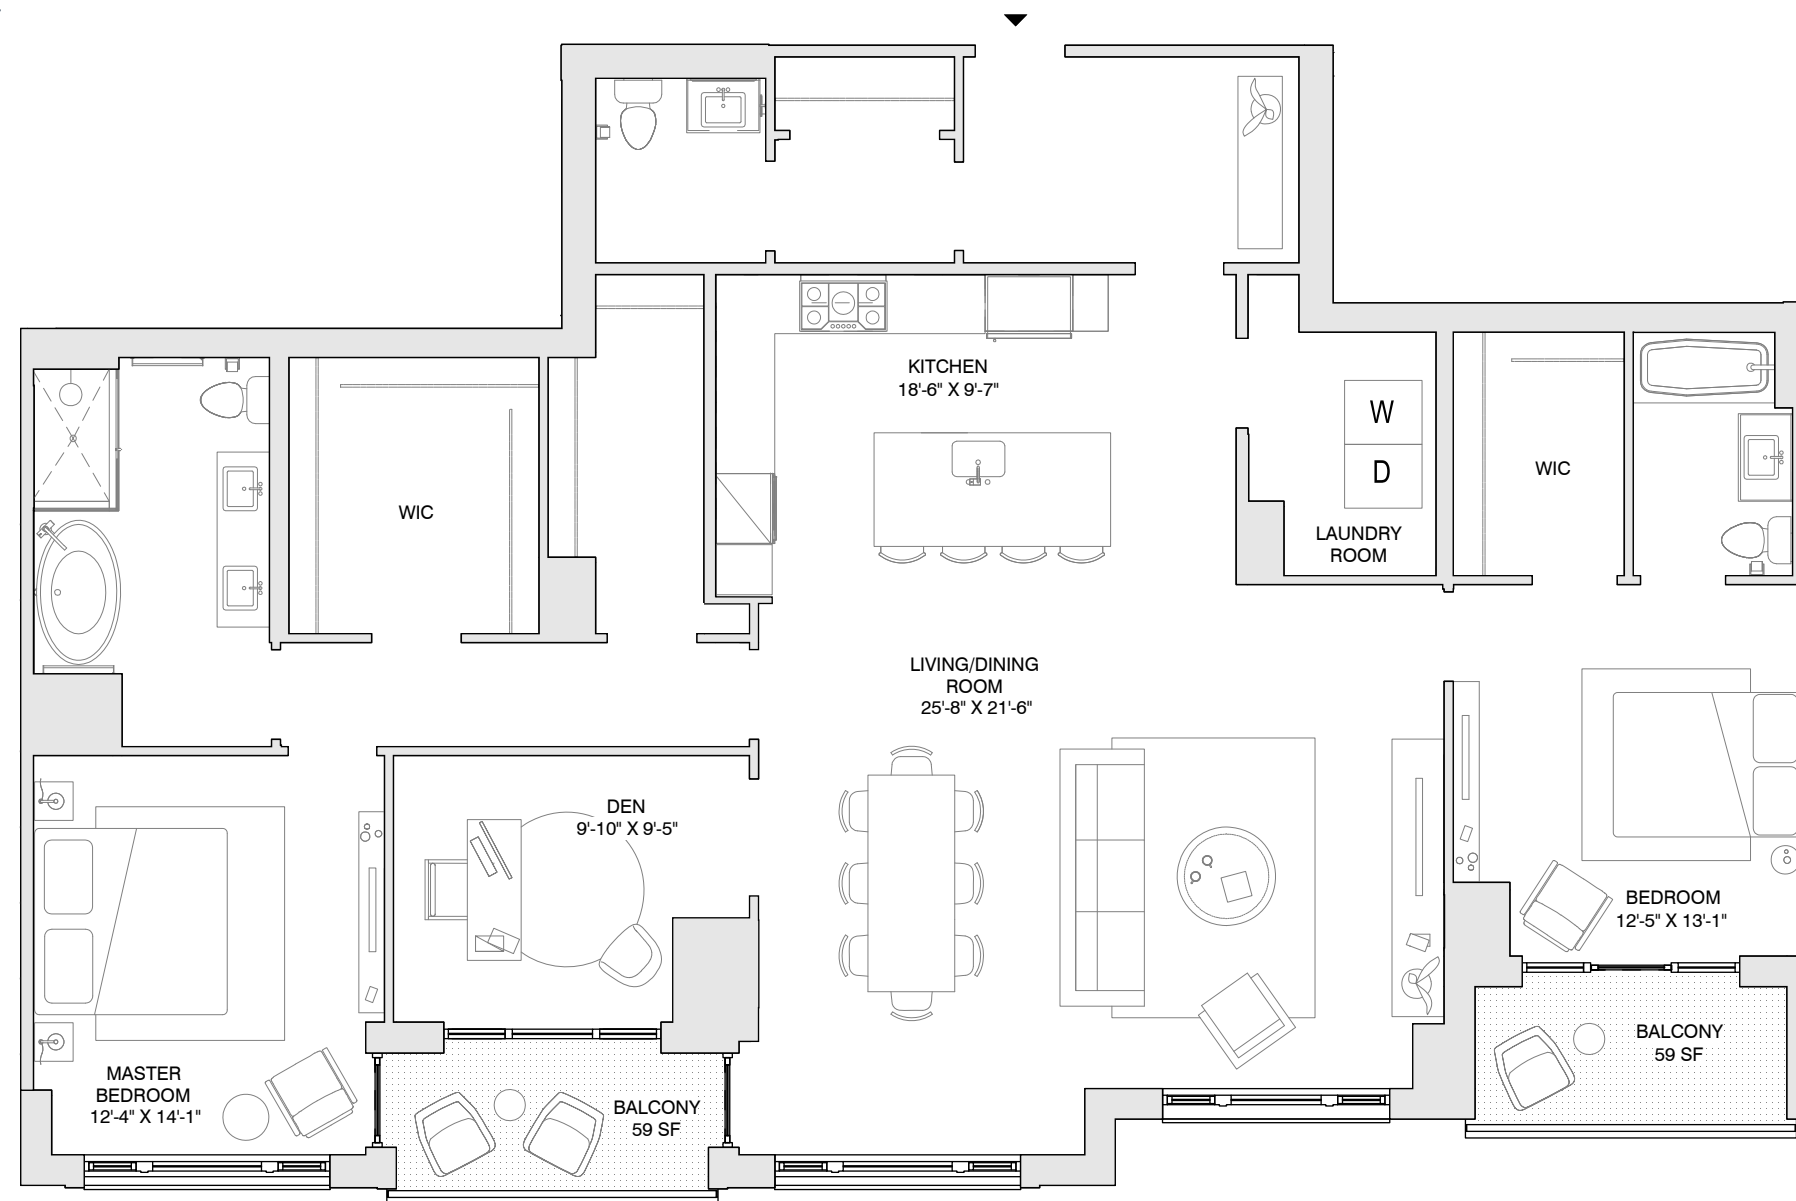 KITCHEN
18'-6" X 9'-7"
W
D
WIC
WIC
LAUNDRY
ROOM
LIVING/DINING
ROOM
25'-8" X 21'-6"
DEN
9'-10" X 9'-5"
BEDROOM
12'-5" X 13'-1"
BALCONY
59 SF
MASTER
BEDROOM
12'-4" X 14'-1"
BALCONY
59 SF